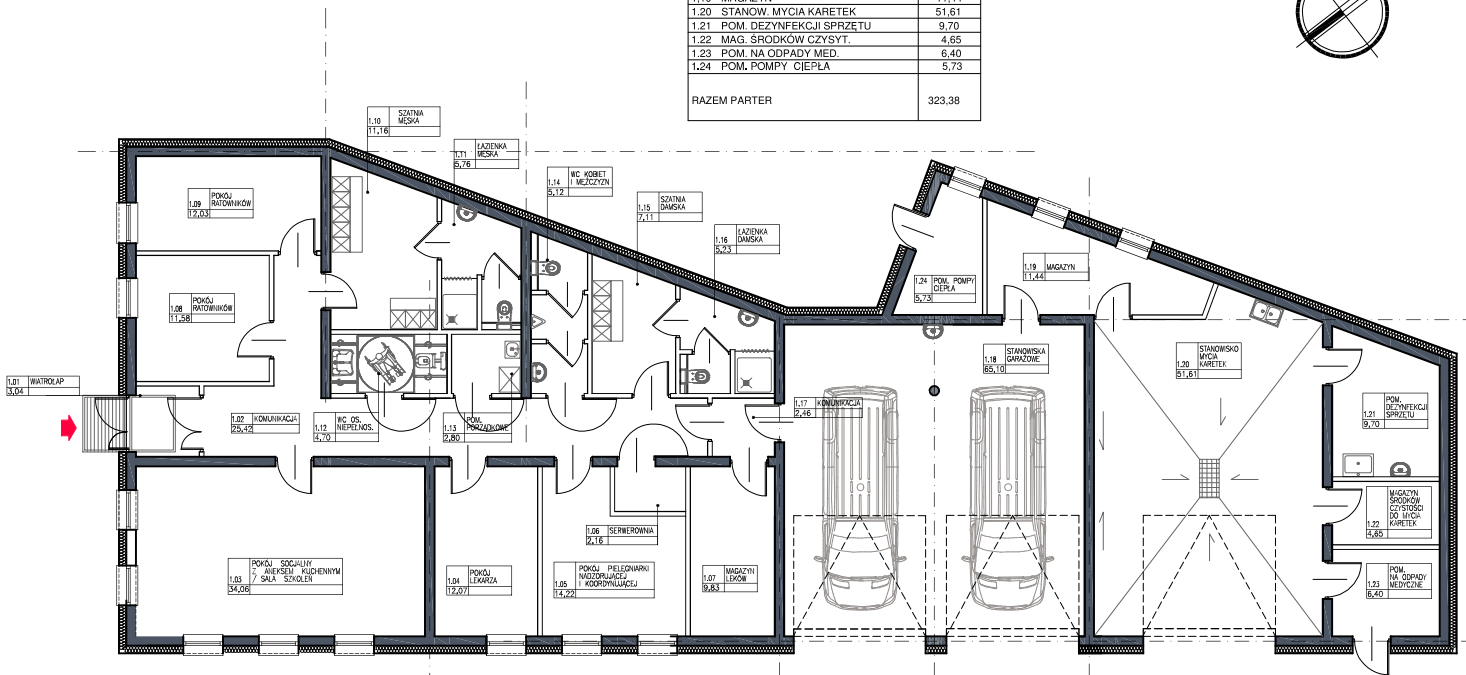 1.20 STANOW. MYCIA KARETEK 51,61
1.21 POM. DEZYNFEKCJI SPRZĘTU 9,70
1.22 MAG. ŚRODKÓW CZYSYT. 4,65
1.23 POM. NA ODPADY MED. 6,40
1.24 POM. POMPY CIEPŁA 5,73
RAZEM PARTER 323,38
1.10 SZATNIA
MĘSKA
11,16
1.11 ŁAZIENKA
MĘSKA
5,76
1.14 WC KOBIET
I MĘŻCZYZN
5,12
1.15 SZATNIA
DAMSKA
7,11
1.16 ŁAZIENKA
DAMSKA
5,23
1.09 POKÓJ
RATOWNIKÓW
12,03
1.08 POKÓJ
RATOWNIKÓW
11,58
1.24 POM. POMPY
CIEPŁA
5,73
1.19 MAGAZYN
11,44
1.18 STANOWISKA
GARAŻOWE
65,10
1.20 STANOWISKO
MYCIA
KARETEK
51,61
1.01 WIATROŁAP
3,04
1.02 KOMUNIKACJA
25,42
1.12 WC OS.
NIEPEŁNOS.
4,70
1.13 POM.
PORZĄDKOWE
2,80
1.17 KOMUNIKACJA
2,46
1.21 POM.
DEZYNFEKCJI
SPRZĘTU
9,70
1.22 MAGAZYN
ŚRODKÓW
CZYSTOŚCI
DO MYCIA
KARETEK
4,65
1.03 POKÓJ SOCJALNY
Z ANEKSEM KUCHENNYM
/ SALA SZKOLEŃ
34,06
1.04 POKÓJ
LEKARZA
12,07
1.06 SERWEROWNIA
2,16
1.05 POKÓJ PIELĘGNIARKI
NADZORUJĄCEJ
I KOORDYNUJĄCEJ
14,22
1.07 MAGAZYN
LEKÓW
9,83
1.23 POM.
NA ODPADY
MEDYCZNE
6,40